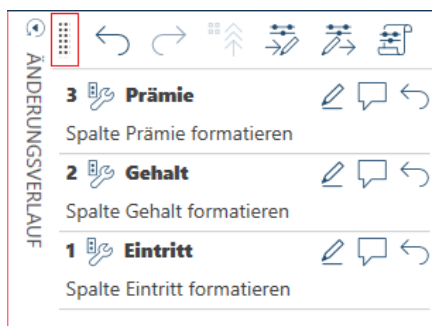 ÄNDERUNGSVERLAUF
3 Prämie
Spalte Prämie formatieren
2 Gehalt
Spalte Gehalt formatieren
1 Eintritt
Spalte Eintritt formatieren